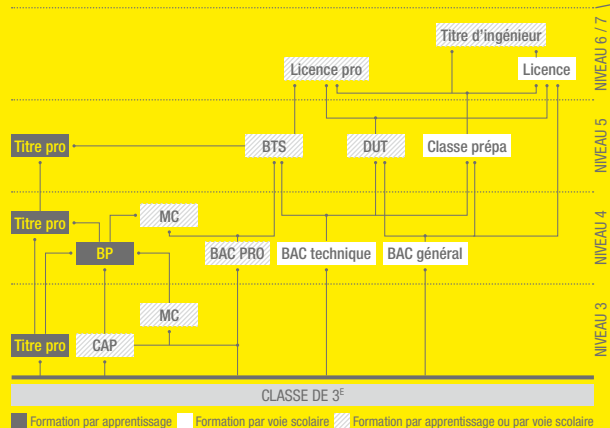 Titre d'ingénieur
Licence pro
Licence
NIVEAU 6 / 7
Titre pro
BTS
DUT
Classe prépa
NIVEAU 5
MC
Titre pro
BP
BAC PRO
BAC technique
BAC général
NIVEAU 4
MC
Titre pro
CAP
NIVEAU 3
CLASSE DE 3E
Formation par apprentissage
Formation par voie scolaire
Formation par apprentissage ou par voie scolaire